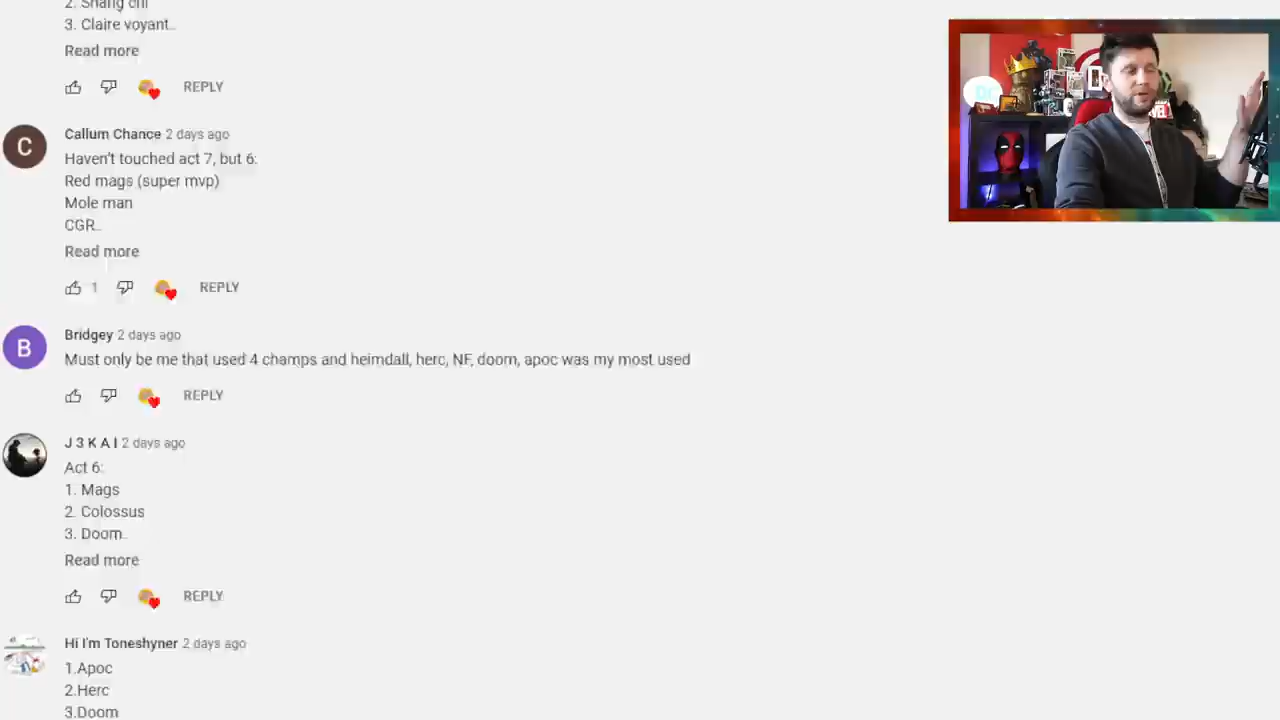 2. Shang chi
3. Claire voyant..
Read more
REPLY
C
Callum Chance 2 days ago
Haven't touched act 7, but 6:
Red mags (super mvp)
Mole man
CGR..
Read more
1
REPLY
B
Bridgey 2 days ago
Must only be me that used 4 champs and heimdall, herc, NF, doom, apoc was my most used
REPLY
J 3 K A I 2 days ago
Act 6:
1. Mags
2. Colossus
3. Doom..
Read more
REPLY
Hi I'm Toneshyner 2 days ago
1.Apoc
2.Herc
3.Doom